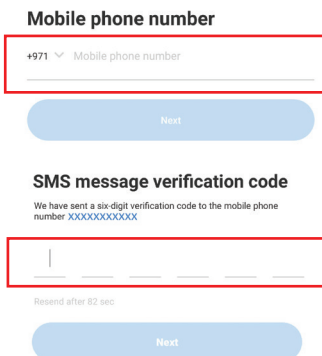 Mobile phone number
+971 Mobile phone number
Next
SMS message verification code
We have sent a six-digit verification code to the mobile phone
number XXXXXXXXXXX
Resend after 82 sec
Next